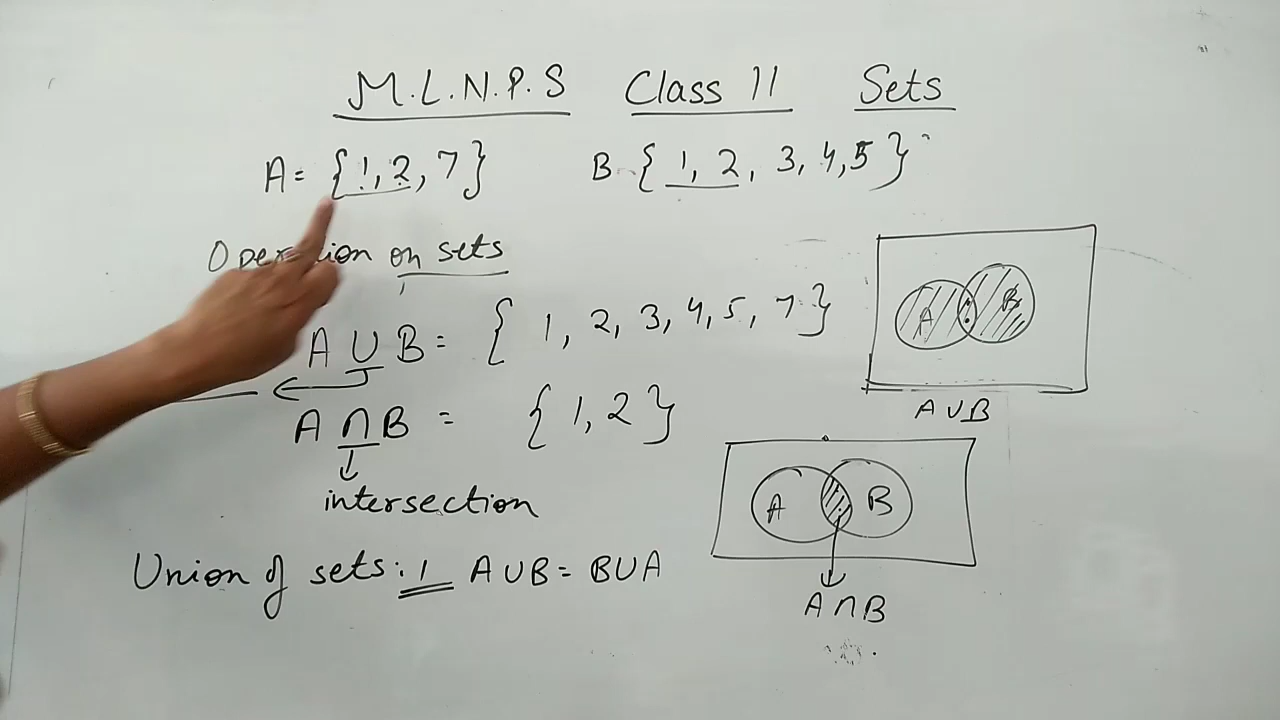 M.L.N.P.S Class 11 Sets
A = {1, 2, 7} B {1, 2, 3, 4, 5}
Operation on sets
A ∪ B = {1, 2, 3, 4, 5, 7}
A ∩ B = {1, 2}
intersection
Union of sets: 1 A∪B = B∪A
A B
A∪B
A B
A∩B